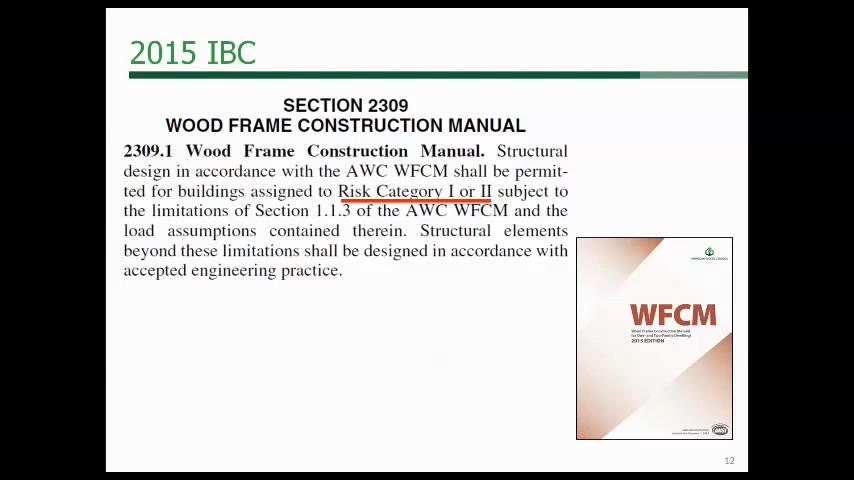 2015 IBC
SECTION 2309
WOOD FRAME CONSTRUCTION MANUAL
2309.1 Wood Frame Construction Manual. Structural
design in accordance with the AWC WFCM shall be permit-
ted for buildings assigned to Risk Category I or II subject to
the limitations of Section 1.1.3 of the AWC WFCM and the
load assumptions contained therein. Structural elements
beyond these limitations shall be designed in accordance with
accepted engineering practice.
AMERICAN WOOD COUNCIL
WFCM
Wood Frame Construction Manual
for One- and Two-Family Dwellings
2015 EDITION
ANSI
12